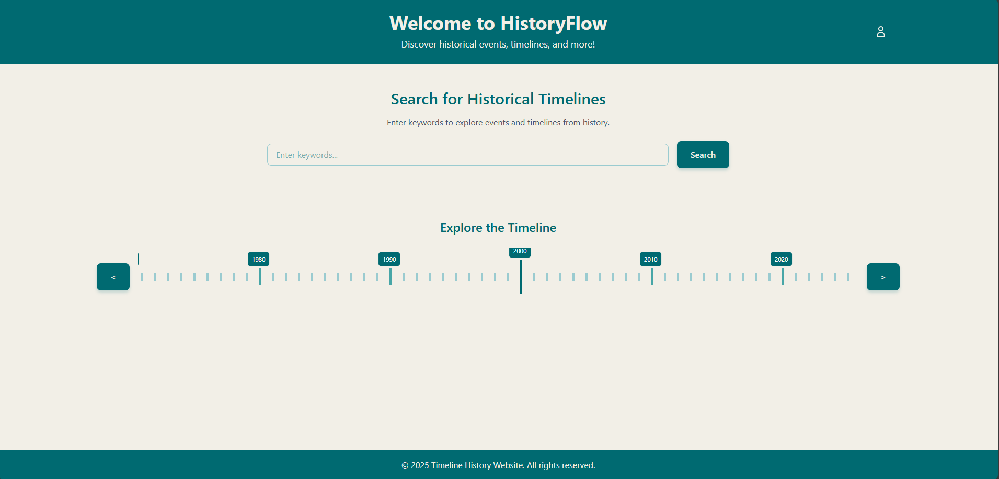 Welcome to HistoryFlow
Discover historical events, timelines, and more!
Search for Historical Timelines
Enter keywords to explore events and timelines from history.
Enter keywords...
Search
Explore the Timeline
1980
1990
2000
2010
2020
<
>
© 2025 Timeline History Website. All rights reserved.